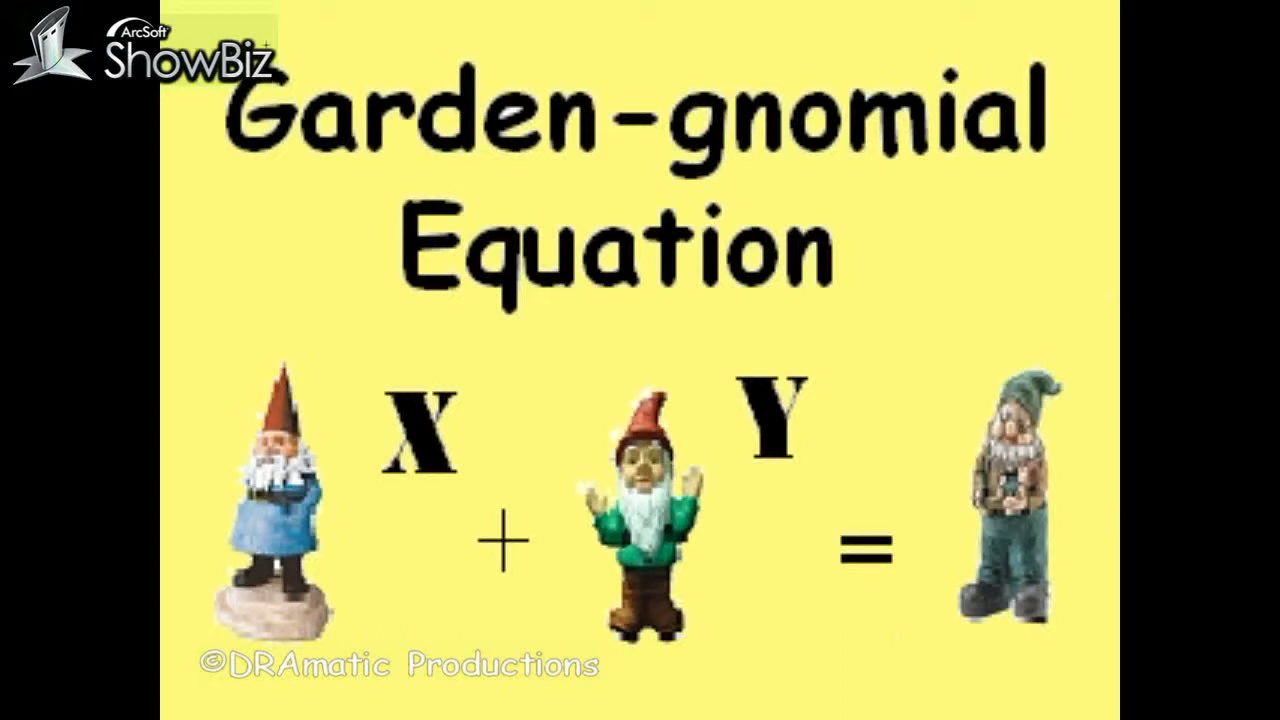 ArcSoft
ShowBiz
Garden-gnomial
Equation
X
Y
+
=
©DRAmatic Productions